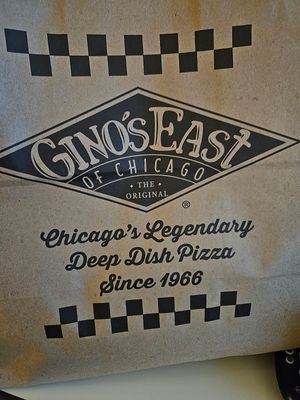 GINO'S EAST
OF CHICAGO
• THE •
ORIGINAL
®
Chicago's Legendary
Deep Dish Pizza
Since 1966